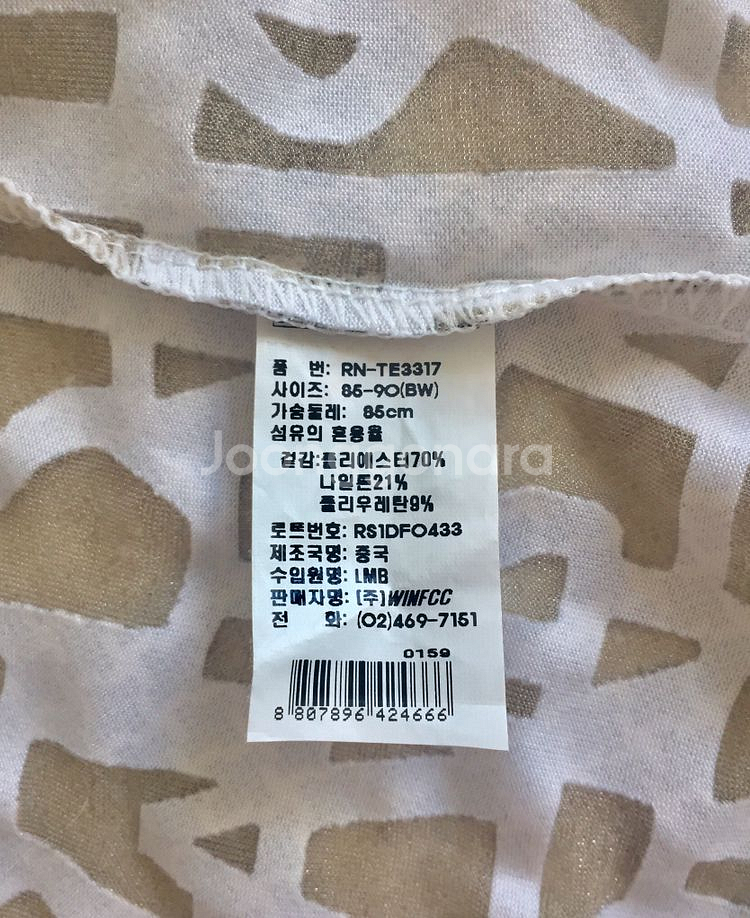 품 번: RN-TE3317
사이즈: 85-90(BW)
가슴둘레: 85cm
섬유의 혼용율
겉감:폴리에스터70%
나일론21%
폴리우레탄9%
로뜨번호: RS1DF0433
제조국명: 중국
수입원명: LMB
판매자명: (주)WINFCC
전 화: (02)469-7151
0159
8 807896 424666